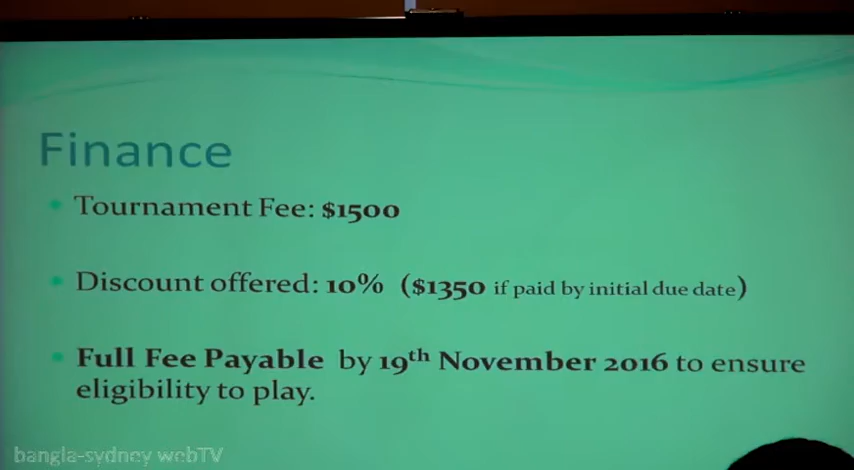 Finance
Tournament Fee: $1500
Discount offered: 10% ($1350 if paid by initial due date)
Full Fee Payable by 19th November 2016 to ensure
eligibility to play.
bangla-sydney webTV